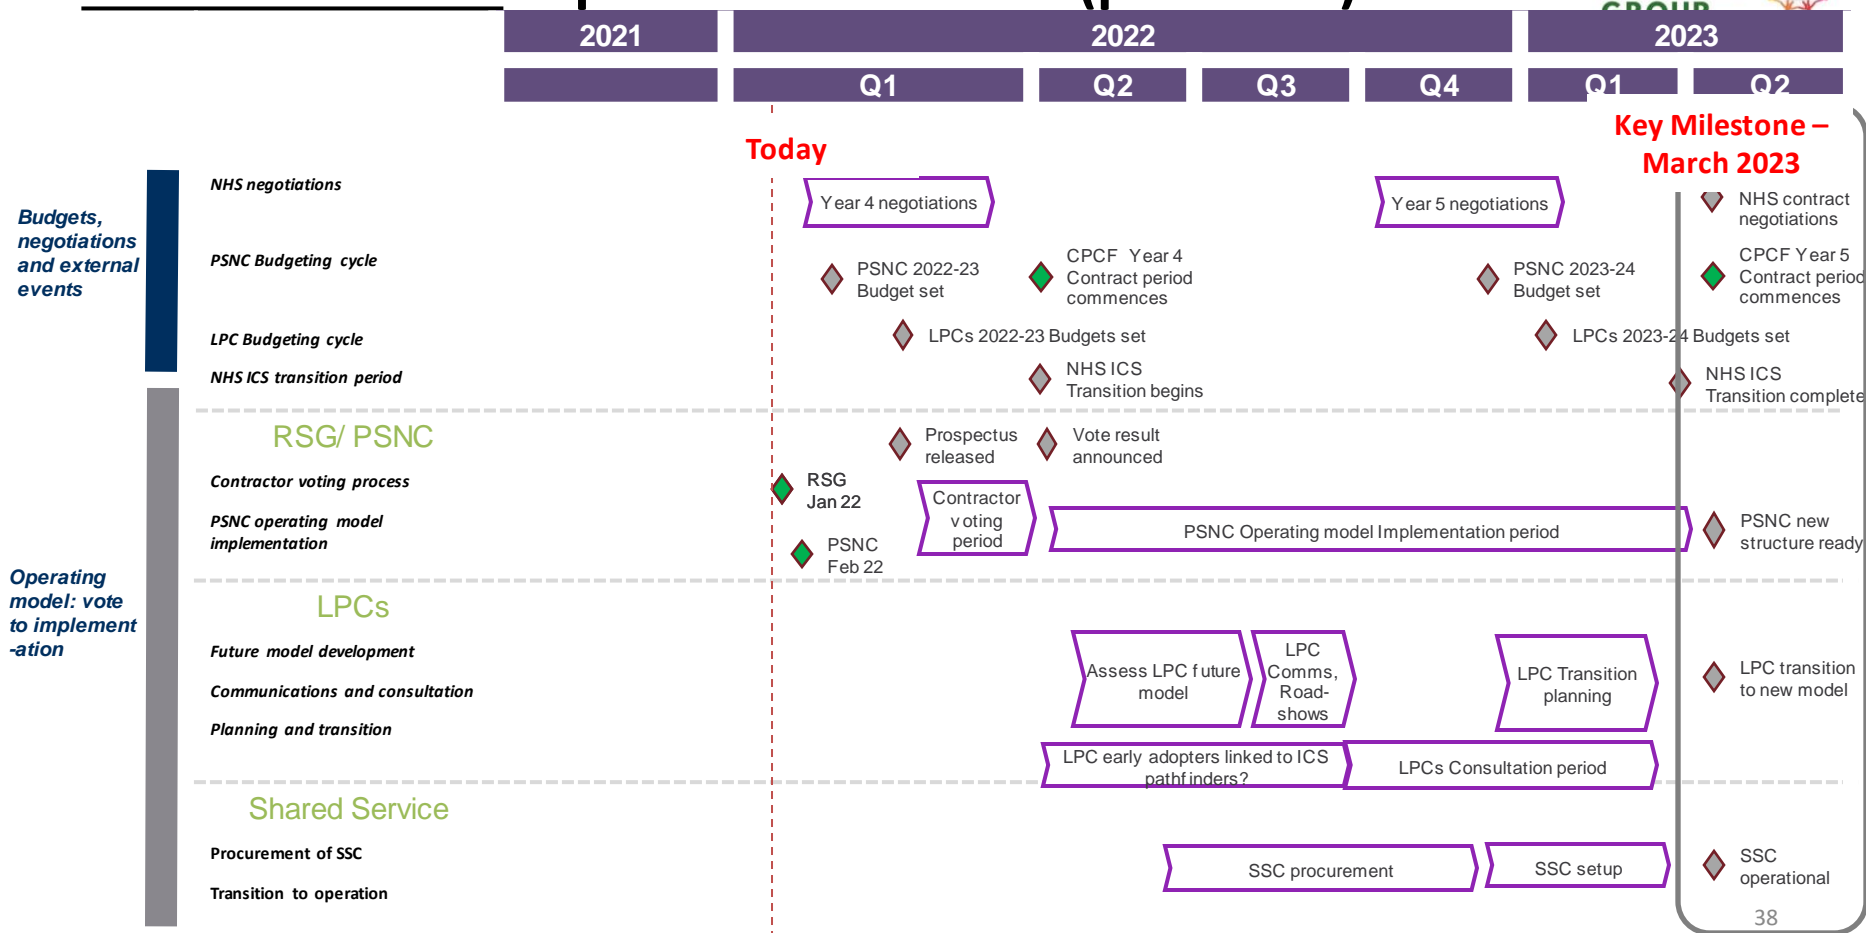 2021
2022
2023
Q1
Q2
Q3
Q4
Q1
Q2
Key Milestone –
March 2023
Today
Budgets,
negotiations
and external
events
NHS negotiations
Year 4 negotiations
Year 5 negotiations
NHS contract
negotiations
PSNC Budgeting cycle
PSNC 2022-23
Budget set
CPCF Year 4
Contract period
commences
PSNC 2023-24
Budget set
CPCF Year 5
Contract period
commences
LPC Budgeting cycle
LPCs 2022-23 Budgets set
LPCs 2023-24 Budgets set
NHS ICS transition period
NHS ICS
Transition begins
NHS ICS
Transition complete
Operating
model: vote
to implement
-ation
RSG/ PSNC
Prospectus
released
Vote result
announced
Contractor voting process
RSG
Jan 22
Contractor
voting
period
PSNC operating model
implementation
PSNC
Feb 22
PSNC Operating model Implementation period
PSNC new
structure ready
LPCs
Future model development
Communications and consultation
Planning and transition
Assess LPC future
model
LPC
Comms,
Road-
shows
LPC Transition
planning
LPC transition
to new model
LPC early adopters linked to ICS
pathfinders?
LPCs Consultation period
Shared Service
Procurement of SSC
Transition to operation
SSC procurement
SSC setup
SSC
operational
38